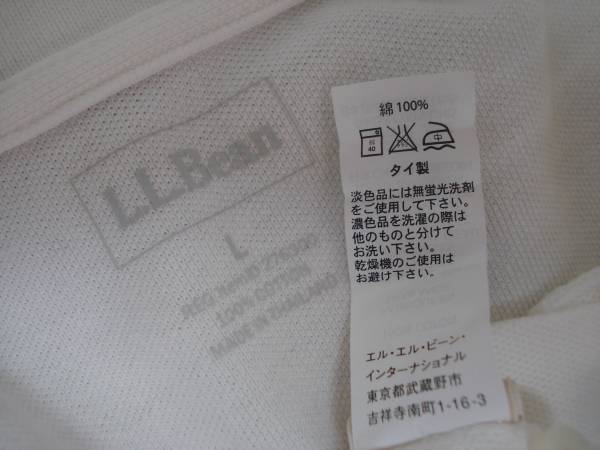 L.L.Bean
L
REG
100% COTTON
MADE IN THAILAND
綿 100%
弱
40
中
タイ製
淡色品には無蛍光洗剤
をご使用して下さい。
濃色品を洗濯の際は
他のものと分けて
お洗い下さい。
乾燥機のご使用は
お避け下さい。
エル・エル・ビーン・
インターナショナル
東京都武蔵野市
吉祥寺南町1-16-3